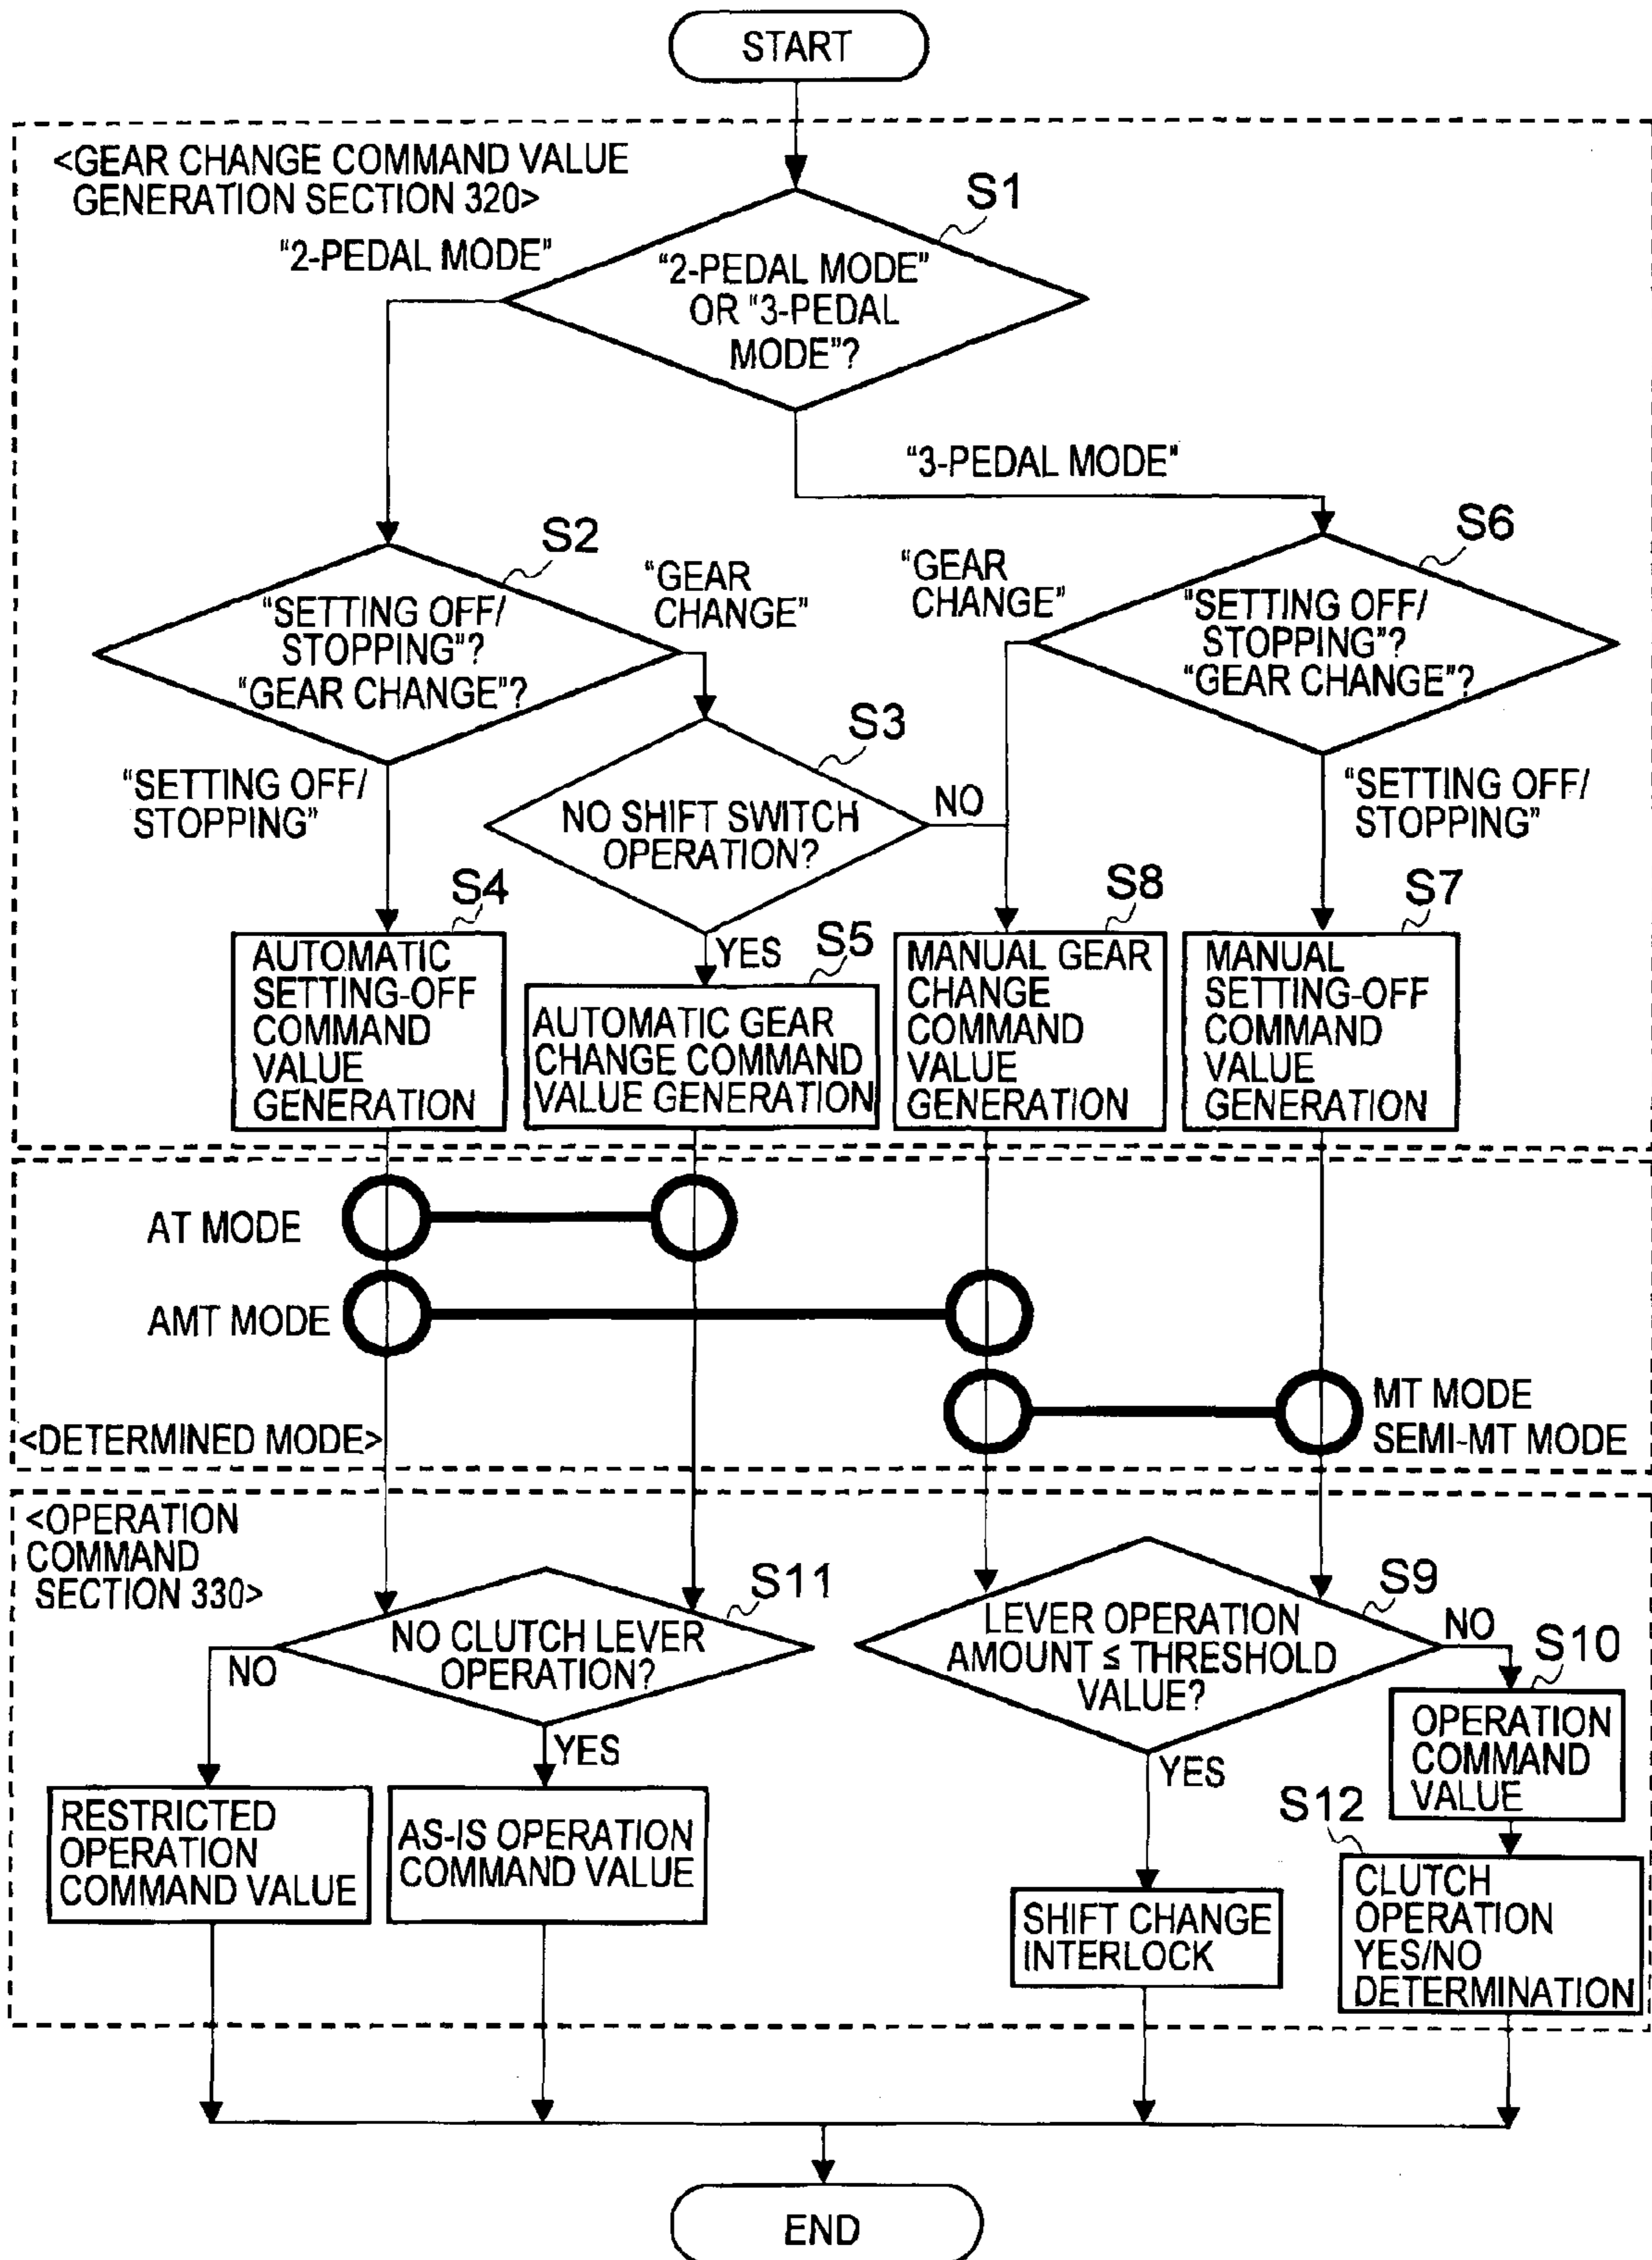 START
<GEAR CHANGE COMMAND VALUE
GENERATION SECTION 320>
S1
"2-PEDAL MODE"
"2-PEDAL MODE"
OR "3-PEDAL
MODE"?
"3-PEDAL MODE"
S2
"SETTING OFF/
STOPPING"?
"GEAR CHANGE"?
"GEAR
CHANGE"
"GEAR
CHANGE"
S6
"SETTING OFF/
STOPPING"?
"GEAR CHANGE"?
"SETTING OFF/
STOPPING"
S3
NO SHIFT SWITCH
OPERATION?
NO
YES
"SETTING OFF/
STOPPING"
S4
AUTOMATIC
SETTING-OFF
COMMAND
VALUE
GENERATION
S5
AUTOMATIC GEAR
CHANGE COMMAND
VALUE GENERATION
S8
MANUAL GEAR
CHANGE
COMMAND
VALUE
GENERATION
S7
MANUAL
SETTING-OFF
COMMAND
VALUE
GENERATION
AT MODE
AMT MODE
MT MODE
SEMI-MT MODE
<DETERMINED MODE>
<OPERATION
COMMAND
SECTION 330>
S11
NO CLUTCH LEVER
OPERATION?
NO
YES
S9
LEVER OPERATION
AMOUNT ≤ THRESHOLD
VALUE?
NO
YES
S10
OPERATION
COMMAND
VALUE
RESTRICTED
OPERATION
COMMAND VALUE
AS-IS OPERATION
COMMAND VALUE
SHIFT CHANGE
INTERLOCK
S12
CLUTCH
OPERATION
YES/NO
DETERMINATION
END